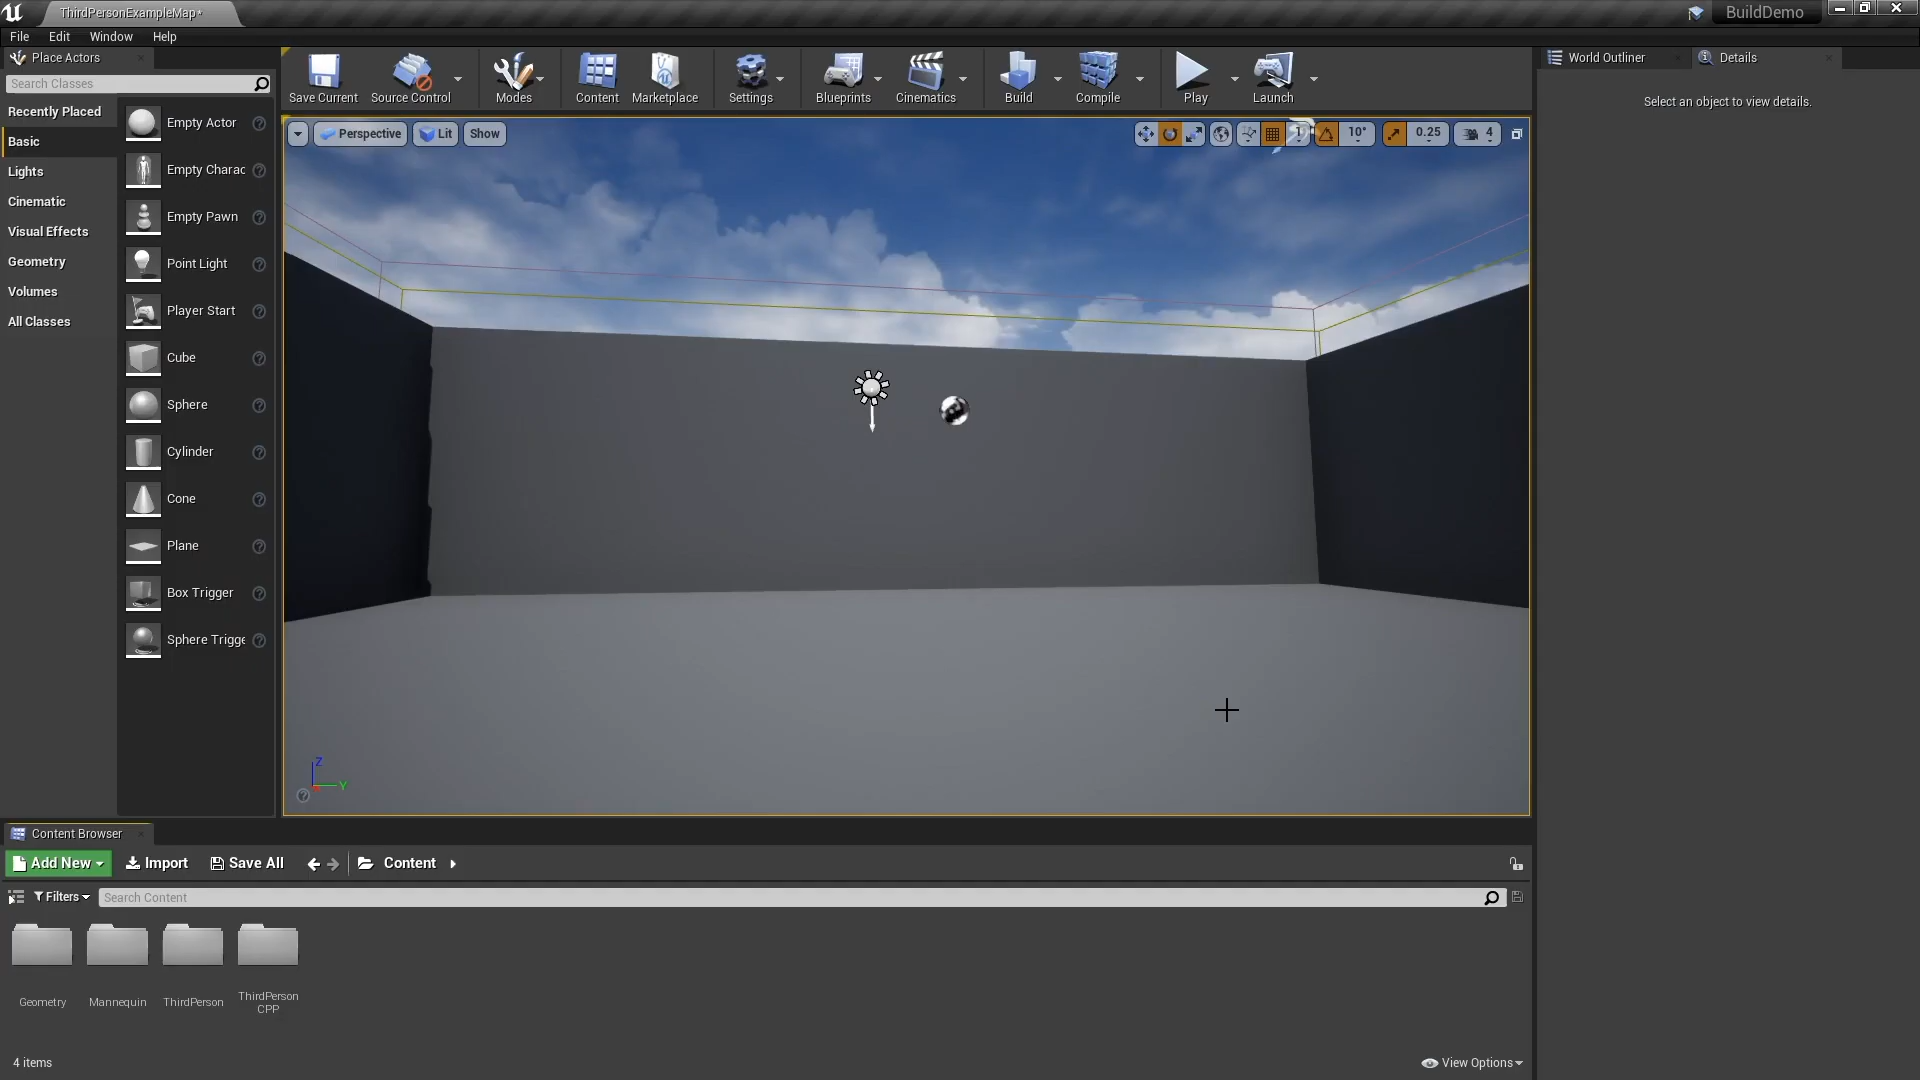 ThirdPersonExampleMap*
BuildDemo
File Edit Window Help
Place Actors
Search Classes
Recently Placed
Basic
Lights
Cinematic
Visual Effects
Geometry
Volumes
All Classes
Empty Actor
Empty Charac
Empty Pawn
Point Light
Player Start
Cube
Sphere
Cylinder
Cone
Plane
Box Trigger
Sphere Trigge
Save Current
Source Control
Modes
Content
Marketplace
Settings
Blueprints
Cinematics
Build
Compile
Play
Launch
Perspective
Lit
Show
1
10°
0.25
4
Z
Y
World Outliner
Details
Select an object to view details.
Content Browser
Add New
Import
Save All
Content
Filters
Search Content
Geometry
Mannequin
ThirdPerson
ThirdPerson
CPP
4 items
View Options